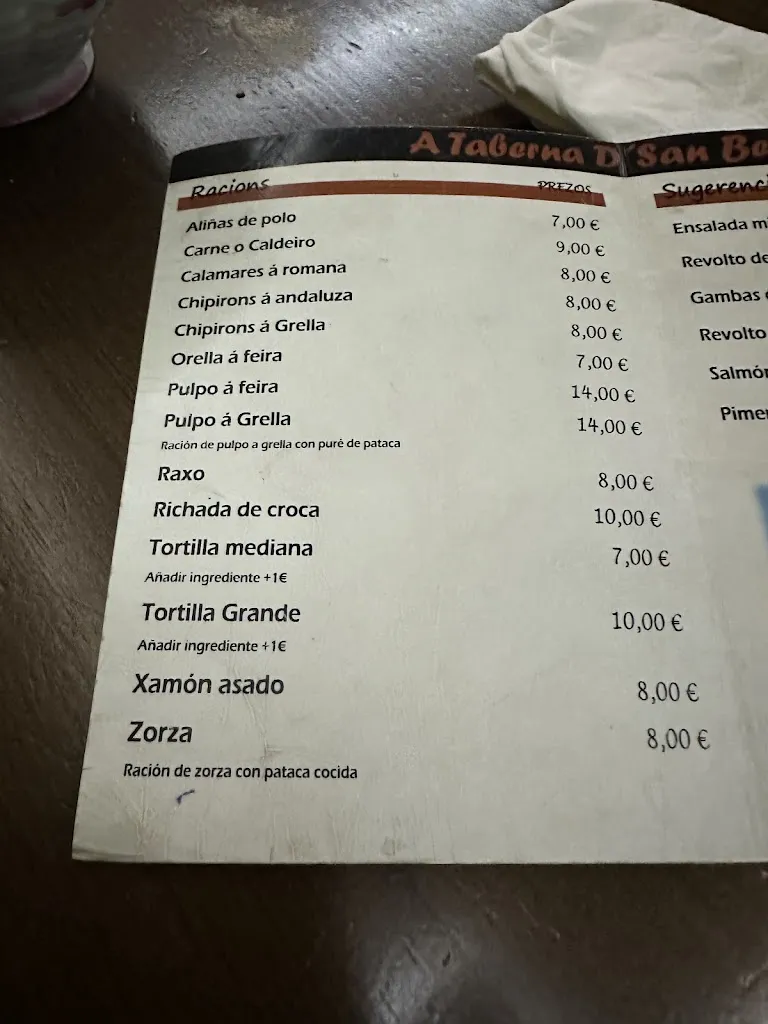 A Taberna D´San
Racions PREZOS
Aliñas de polo 7,00 €
Carne o Caldeiro 9,00 €
Calamares á romana 8,00 €
Chipirons á andaluza 8,00 €
Chipirons á Grella 8,00 €
Orella á feira 7,00 €
Pulpo á feira 14,00 €
Pulpo á Grella 14,00 €
Ración de pulpo a grella con puré de pataca
Raxo 8,00 €
Richada de croca 10,00 €
Tortilla mediana 7,00 €
Añadir ingrediente +1€
Tortilla Grande 10,00 €
Añadir ingrediente +1€
Xamón asado 8,00 €
Zorza 8,00 €
Ración de zorza con pataca cocida
Ensalada
Revolto de
Gambas
Revolto
Salmón